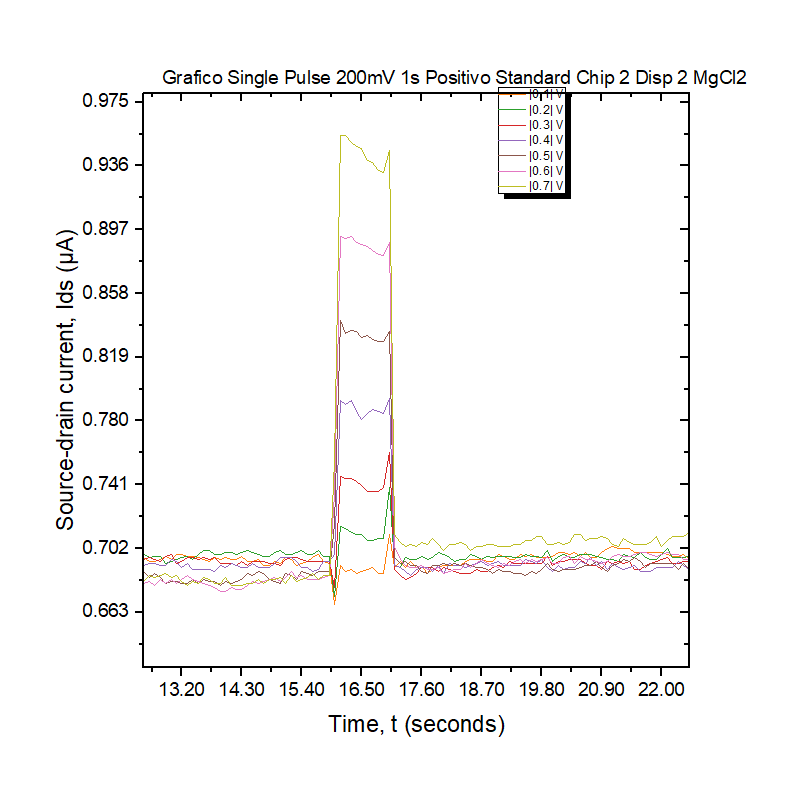 Grafico Single Pulse 200mV 1s Positivo Standard Chip 2 Disp 2 MgCl2
|0.1| V
|0.2| V
|0.3| V
|0.4| V
|0.5| V
|0.6| V
|0.7| V
0.975
0.936
0.897
0.858
0.819
0.780
0.741
0.702
0.663
Source-drain current, Ids (μA)
13.20 14.30 15.40 16.50 17.60 18.70 19.80 20.90 22.00
Time, t (seconds)